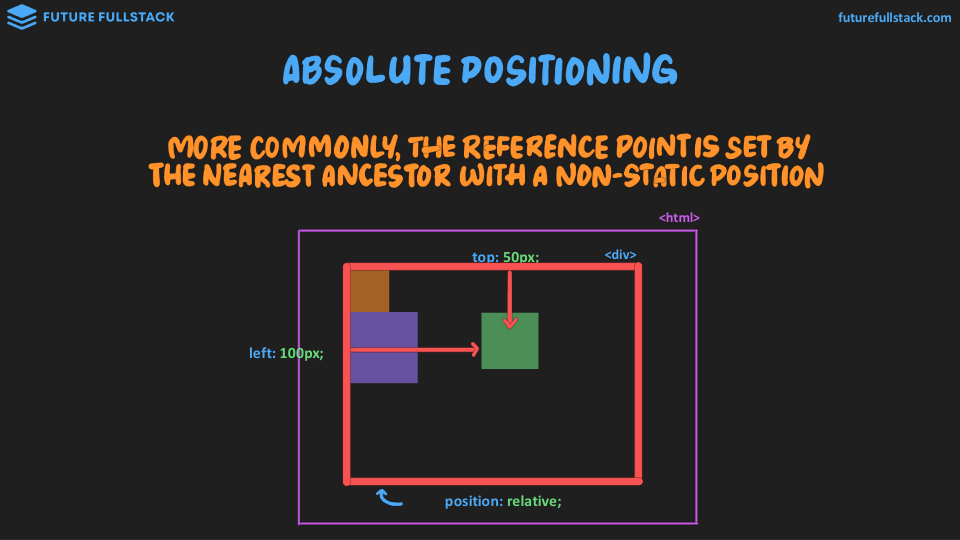 FUTURE FULLSTACK
futurefullstack.com
ABSOLUTE POSITIONING
MORE COMMONLY, THE REFERENCE POINT IS SET BY
THE NEAREST ANCESTOR WITH A NON-STATIC POSITION
<html>
top: 50px;
<div>
left: 100px;
position: relative;